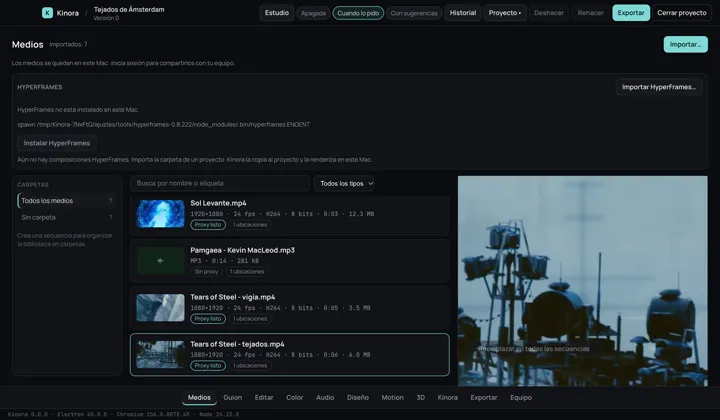 K Kinora / Tejados de Ámsterdam
Versión 0
Estudio Apagada Cuando lo pido Con sugerencias Historial Proyecto Deshacer Rehacer Exportar Cerrar proyecto
Medios Importados: 7
Importar...
Los medios se quedan en este Mac: inicia sesión para compartirlos con tu equipo.
HYPERFRAMES
Importar HyperFrames...
HyperFrames no está instalado en este Mac.
spawn /tmp/Kinora-7NxFtQ/ajustes/tools/hyperframes-0.8.222/node_modules/.bin/hyperframes ENOENT
Instalar HyperFrames
Aún no hay composiciones HyperFrames. Importa la carpeta de un proyecto: Kinora la copia al proyecto y la renderiza en este Mac.
CARPETAS
Todos los medios 7
Sin carpeta 7
Crea una secuencia para organizar
la biblioteca en carpetas.
Busca por nombre o etiqueta
Todos los tipos
Sol Levante.mp4
1920×1080 · 24 fps · H264 · 8 bits · 0:03 · 12.3 MB
Proxy listo 1 ubicaciones
Pamgaea - Kevin MacLeod.mp3
MP3 · 0:14 · 281 KB
Sin proxy 1 ubicaciones
Tears of Steel - vigía.mp4
1080×1920 · 24 fps · H264 · 8 bits · 0:05 · 3.5 MB
Proxy listo 1 ubicaciones
Tears of Steel - tejados.mp4
1080×1920 · 24 fps · H264 · 8 bits · 0:06 · 6.0 MB
Proxy listo 1 ubicaciones
Reemplazar en todas las secuencias
Medios Guion Editar Color Audio Diseño Motion 3D Kinora Exportar Equipo
Kinora 0.0.0 · Electron